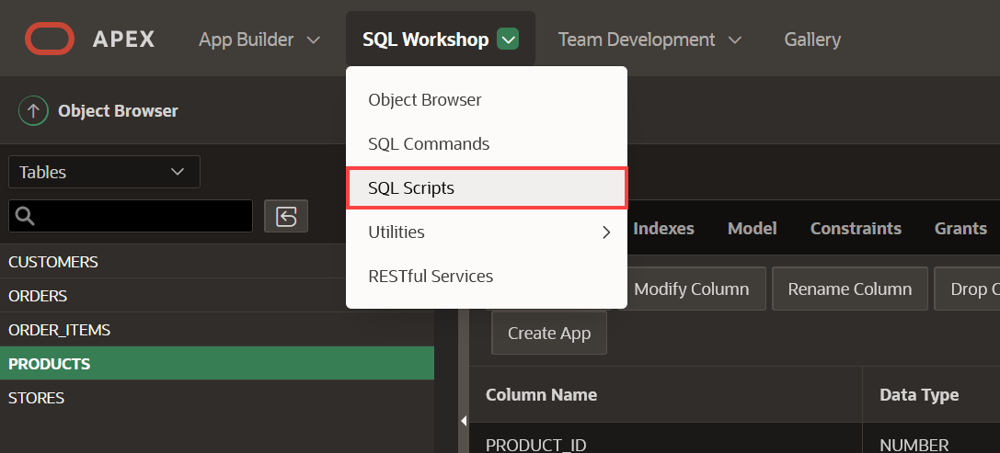 APEX App Builder SQL Workshop Team Development Gallery
Object Browser
Object Browser
SQL Commands
SQL Scripts
Utilities
RESTful Services
Tables
CUSTOMERS
ORDERS
ORDER_ITEMS
PRODUCTS
STORES
Indexes Model Constraints Grants
Modify Column Rename Column Drop C
Create App
Column Name Data Type
PRODUCT_ID NUMBER